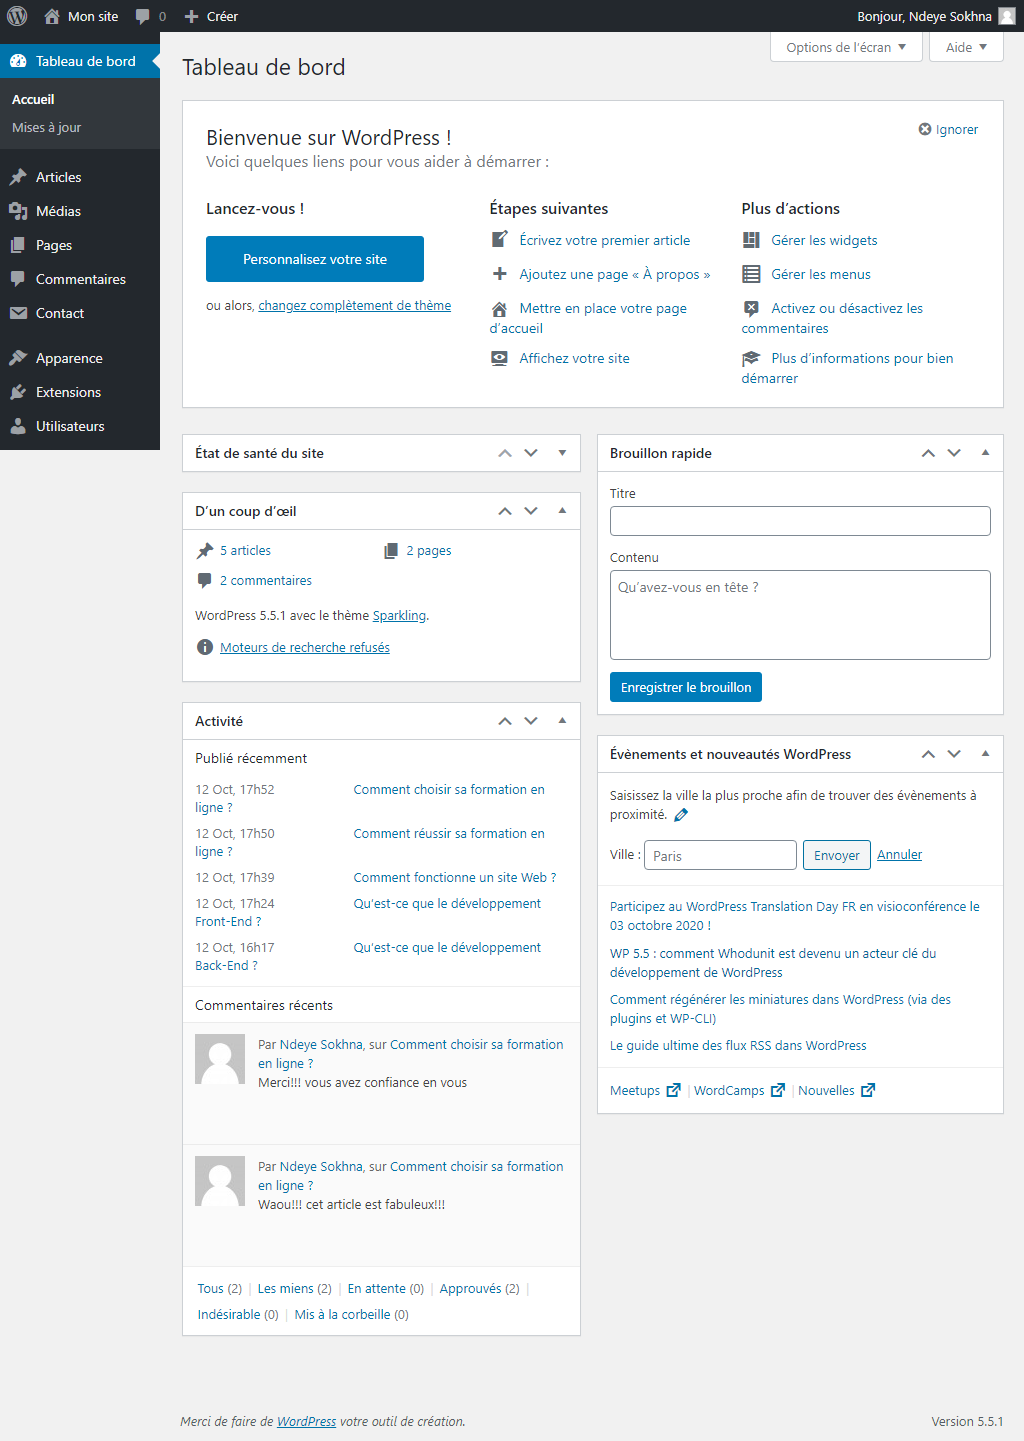 Mon site 0 Créer Bonjour, Ndeye Sokhna
Tableau de bord
Accueil
Mises à jour
Articles
Médias
Pages
Commentaires
Contact
Apparence
Extensions
Utilisateurs
Options de l’écran
Aide
Tableau de bord
Bienvenue sur WordPress !
Voici quelques liens pour vous aider à démarrer :
Ignorer
Lancez-vous !
Personnalisez votre site
ou alors, changez complètement de thème
Étapes suivantes
Écrivez votre premier article
Ajoutez une page « À propos »
Mettre en place votre page
d’accueil
Affichez votre site
Plus d’actions
Gérer les widgets
Gérer les menus
Activez ou désactivez les
commentaires
Plus d’informations pour bien
démarrer
État de santé du site
D’un coup d’œil
5 articles
2 pages
2 commentaires
WordPress 5.5.1 avec le thème Sparkling.
Moteurs de recherche refusés
Activité
Publié récemment
12 Oct, 17h52 Comment choisir sa formation en
ligne ?
12 Oct, 17h50 Comment réussir sa formation en
ligne ?
12 Oct, 17h39 Comment fonctionne un site Web ?
12 Oct, 17h24 Qu’est-ce que le développement
Front-End ?
12 Oct, 16h17 Qu’est-ce que le développement
Back-End ?
Commentaires récents
Par Ndeye Sokhna, sur Comment choisir sa formation
en ligne ?
Merci!!! vous avez confiance en vous
Par Ndeye Sokhna, sur Comment choisir sa formation
en ligne ?
Waou!!! cet article est fabuleux!!!
Tous (2) | Les miens (2) | En attente (0) | Approuvés (2) |
Indésirable (0) | Mis à la corbeille (0)
Brouillon rapide
Titre
Contenu
Qu’avez-vous en tête ?
Enregistrer le brouillon
Évènements et nouveautés WordPress
Saisissez la ville la plus proche afin de trouver des évènements à
proximité.
Ville : Paris Envoyer Annuler
Participez au WordPress Translation Day FR en visioconférence le
03 octobre 2020 !
WP 5.5 : comment Whodunit est devenu un acteur clé du
développement de WordPress
Comment régénérer les miniatures dans WordPress (via des
plugins et WP-CLI)
Le guide ultime des flux RSS dans WordPress
Meetups | WordCamps | Nouvelles
Merci de faire de WordPress votre outil de création.
Version 5.5.1